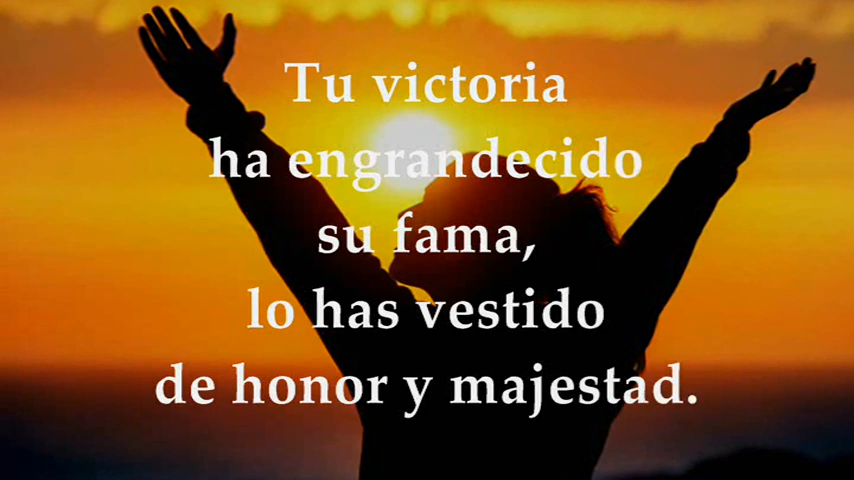 Tu victoria
ha engrandecido
su fama,
lo has vestido
de honor y majestad.